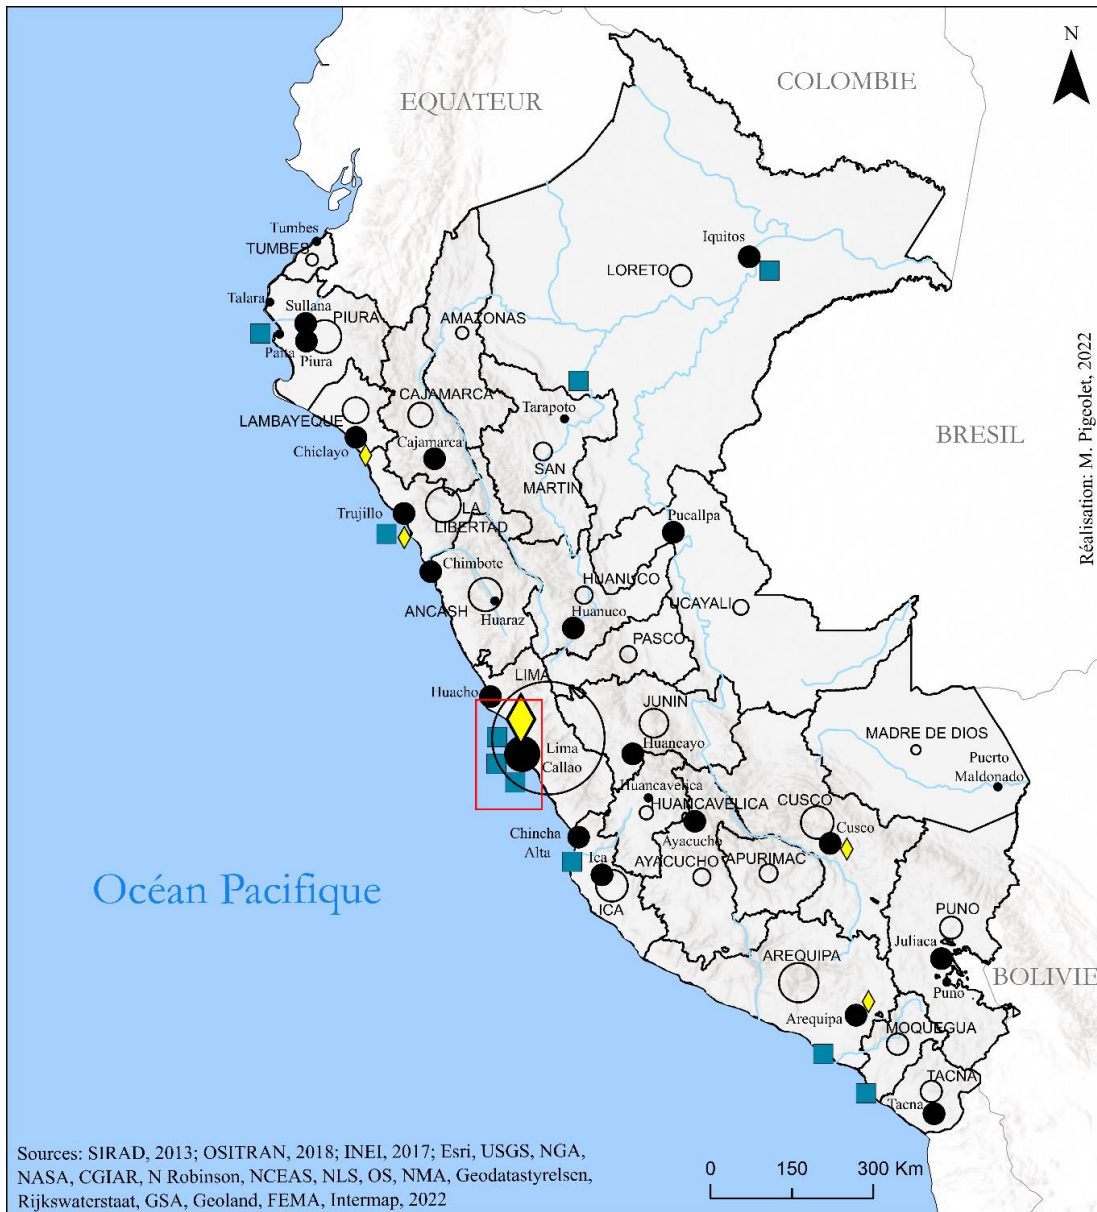 N
COLOMBIE
EQUATEUR
Tumbes
TUMBES
Iquitos
LORETO
Talara
Sullana
PIURA
AMAZONAS
Paita
Piura
Réalisation: M. Pigeolet, 2022
CAJAMARCA
Tarapoto
LAMBAYEQUE
BRESIL
Cajamarca
Chiclayo
SAN
MARTIN
LA
LIBERTAD
Trujillo
Pucallpa
Chimbote
HUANUCO
ANCASH
Huaraz
Huanuco
UCAYALI
PASCO
LIMA
Huacho
JUNIN
MADRE DE DIOS
Lima
Callao
Huancayo
Puerto
Maldonado
Huancavelica
HUANCAVELICA
CUSCO
Cusco
Chincha
Alta
Ayacucho
Ica
AYACUCHO
APURIMAC
Océan Pacifique
ICA
PUNO
Juliaca
AREQUIPA
BOLIVIE
Puno
Arequipa
MOQUEGUA
TACNA
Tacna
Sources: SIRAD, 2013; OSITRAN, 2018; INEI, 2017; Esri, USGS, NGA,
NASA, CGIAR, N Robinson, NCEAS, NLS, OS, NMA, Geodatastyrelsen,
Rijkswaterstaat, GSA, Geoland, FEMA, Intermap, 2022
0 150 300 Km